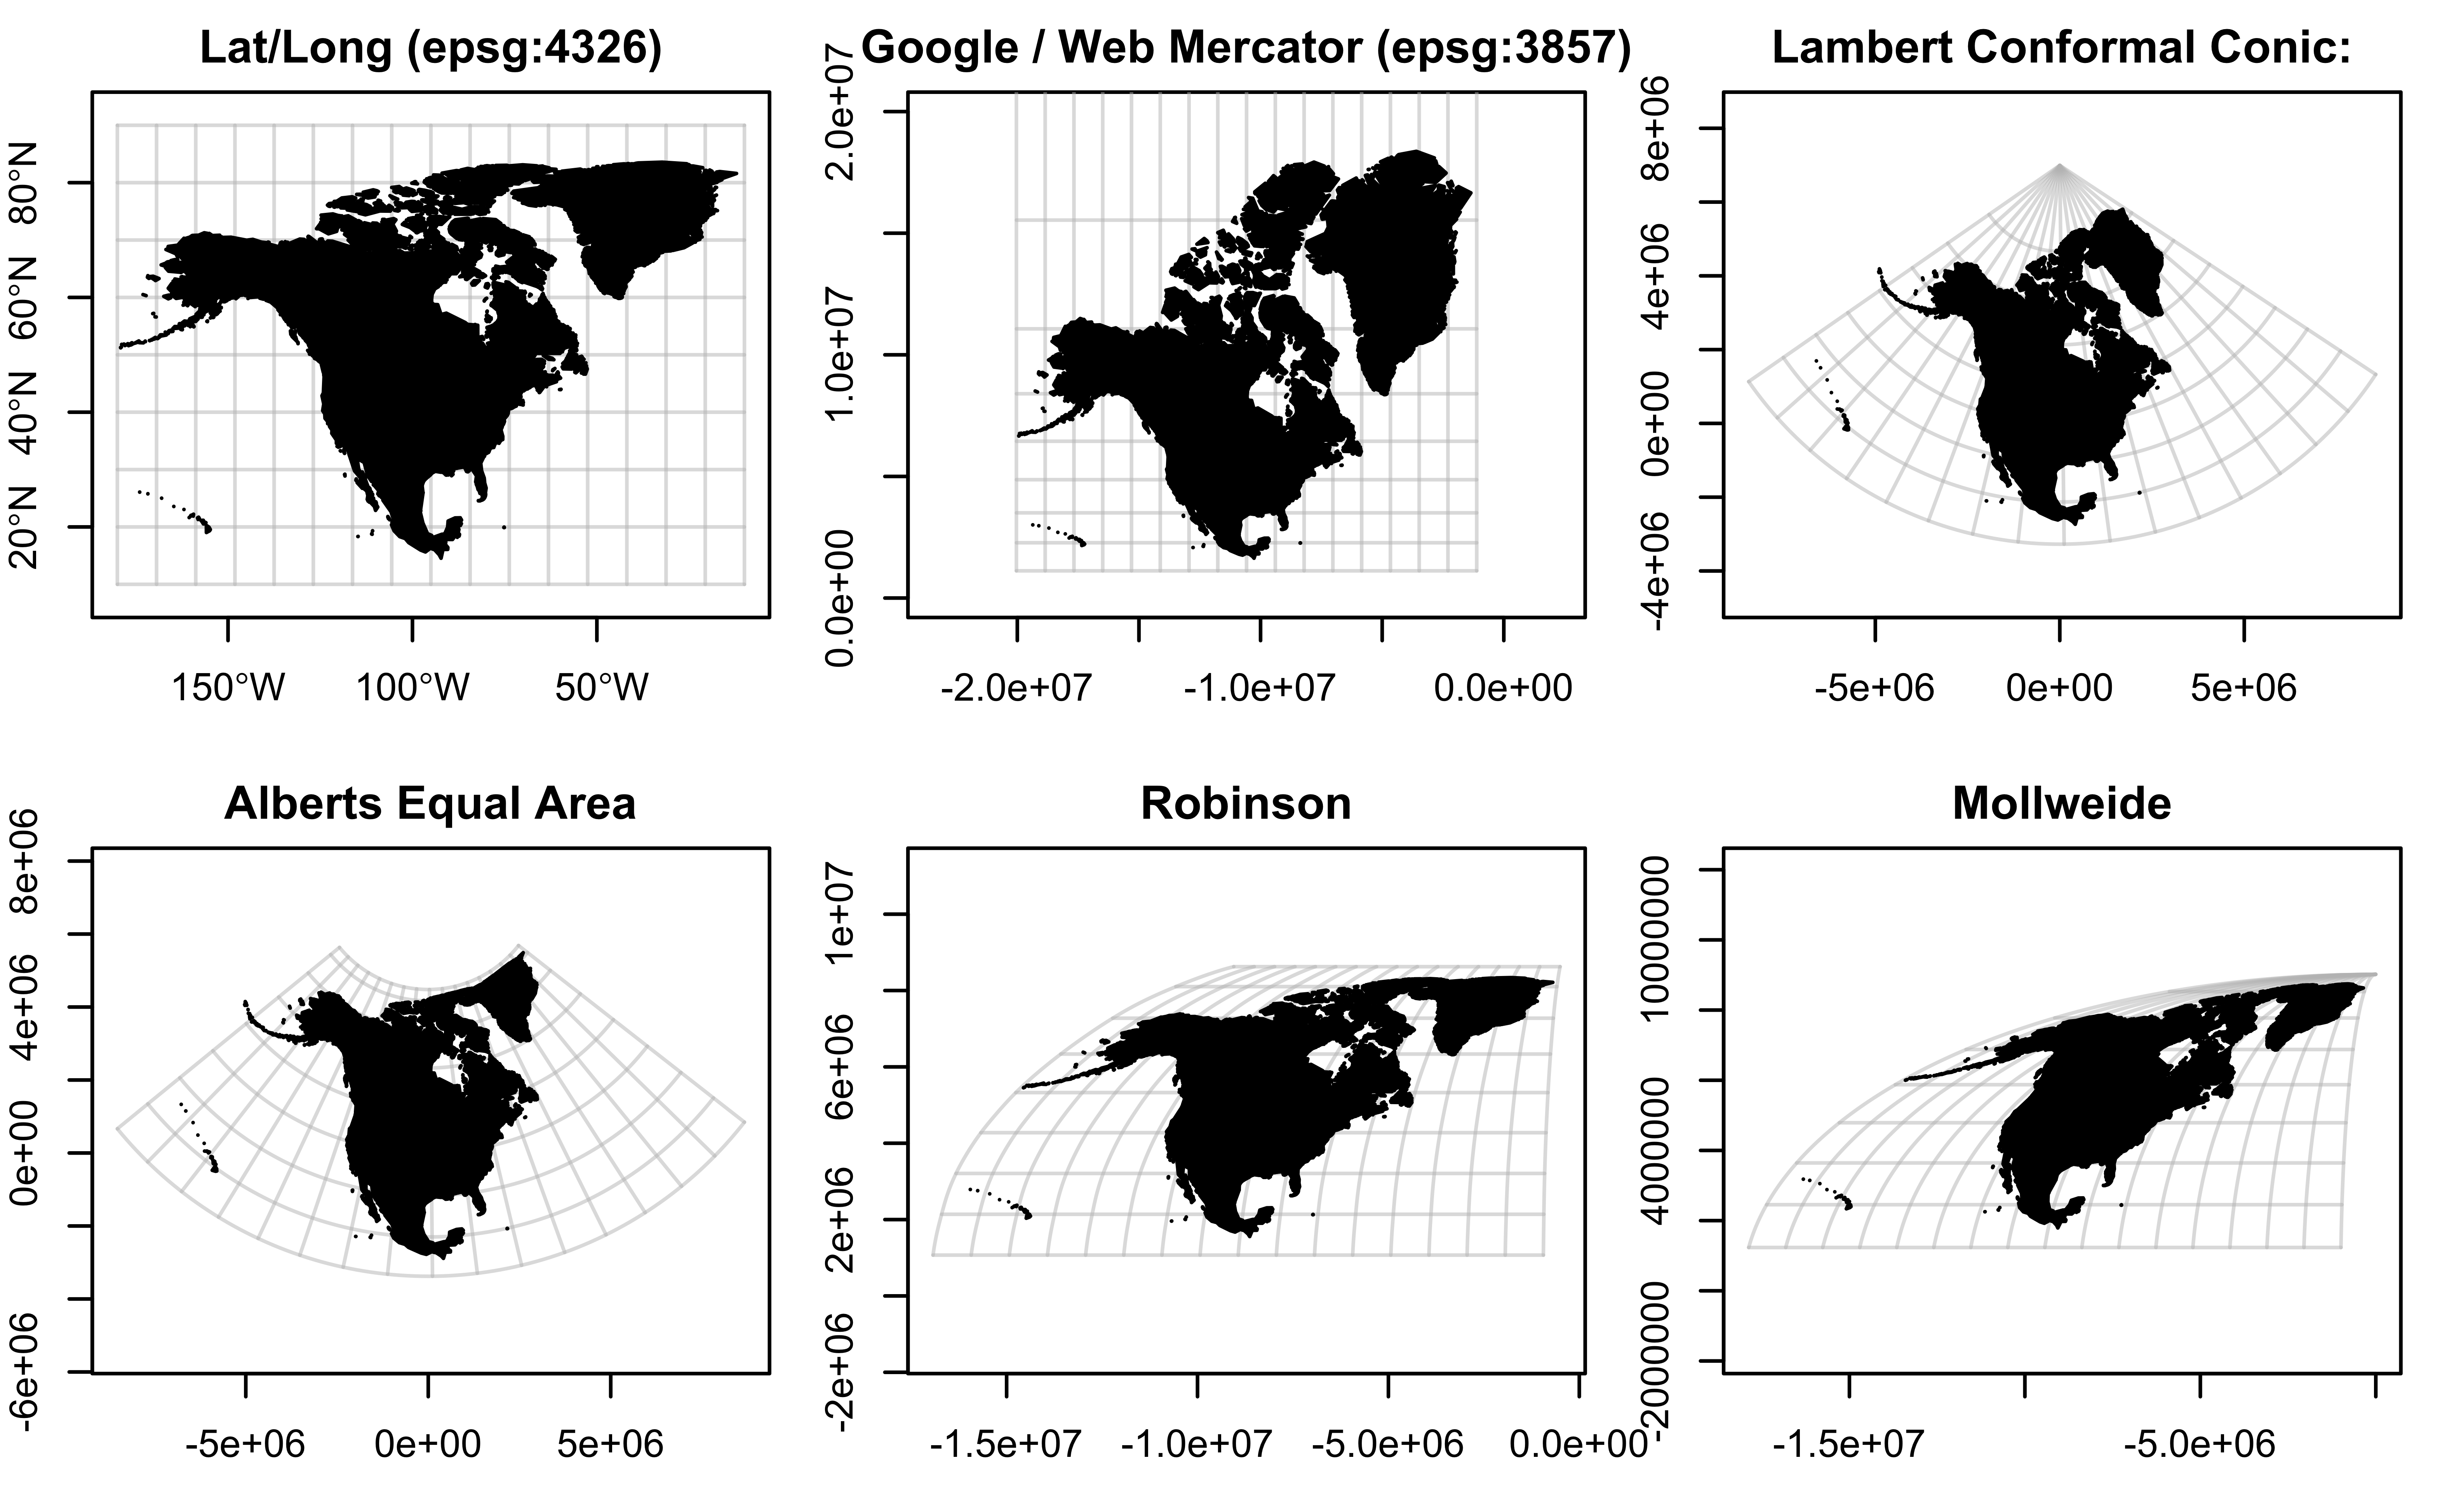 Lat/Long (epsg:4326)
80°N
60°N
40°N
20°N
150°W 100°W 50°W
Google / Web Mercator (epsg:3857)
2.0e+07
1.0e+07
0.0e+00
-2.0e+07 -1.0e+07 0.0e+00
Lambert Conformal Conic:
8e+06
4e+06
0e+00
-4e+06
-5e+06 0e+00 5e+06
Alberts Equal Area
8e+06
4e+06
0e+00
-6e+06
-5e+06 0e+00 5e+06
Robinson
1e+07
6e+06
2e+06
-2e+06
-1.5e+07 -1.0e+07 -5.0e+06 0.0e+00
Mollweide
10000000
4000000
-2000000
-1.5e+07 -5.0e+06